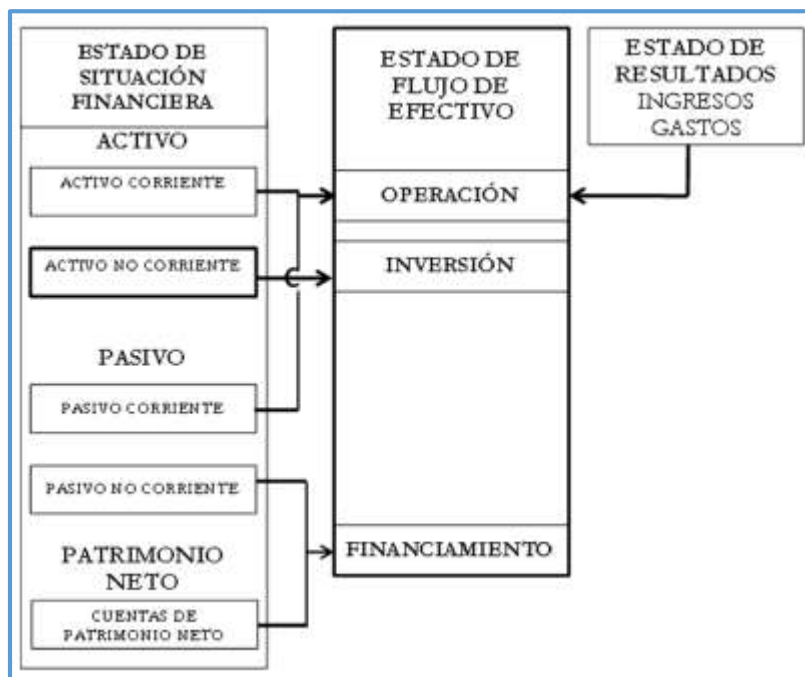 ESTADO DE
SITUACIÓN
FINANCIERA
ACTIVO
ACTIVO CORRIENTE
ACTIVO NO CORRIENTE
PASIVO
PASIVO CORRIENTE
PASIVO NO CORRIENTE
PATRIMONIO
NETO
CUENTAS DE
PATRIMONIO NETO
ESTADO DE
FLUJO DE
EFECTIVO
OPERACIÓN
INVERSIÓN
FINANCIAMIENTO
ESTADO DE
RESULTADOS
INGRESOS
GASTOS